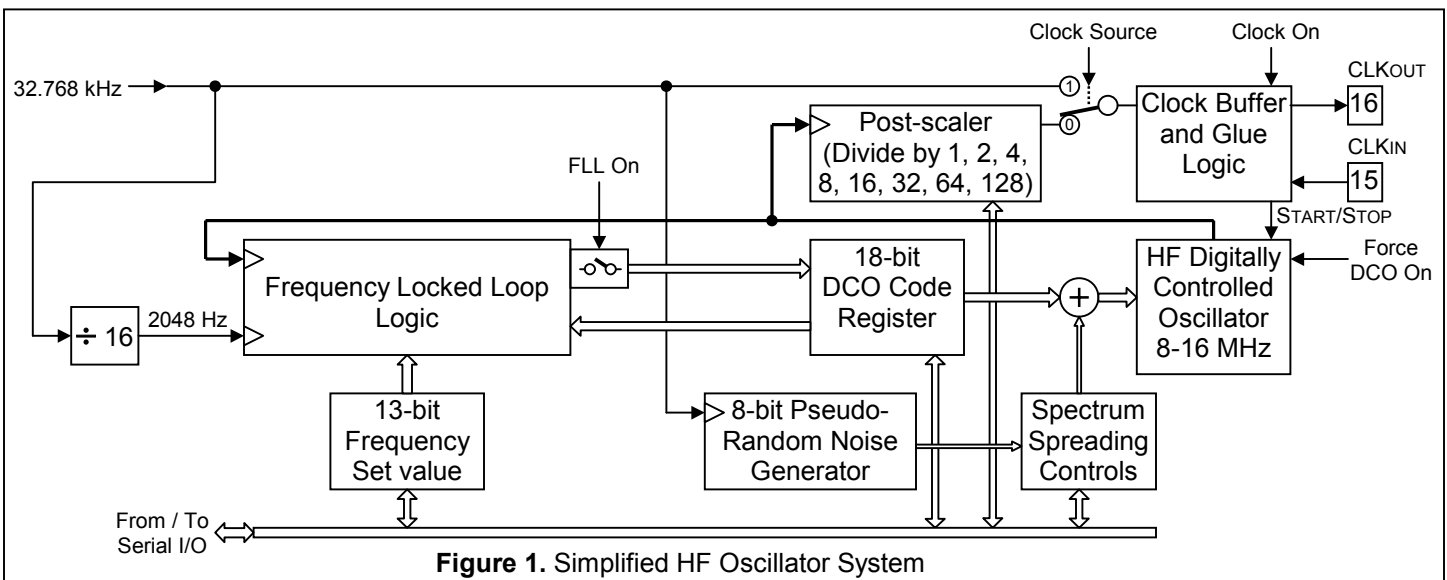 Clock Source
Clock On
32.768 kHz
1
0
Post-scaler
(Divide by 1, 2, 4,
8, 16, 32, 64, 128)
Clock Buffer
and Glue
Logic
CLKOUT
16
CLKIN
15
START/STOP
FLL On
Frequency Locked Loop
Logic
18-bit
DCO Code
Register
+
HF Digitally
Controlled
Oscillator
8-16 MHz
Force
DCO On
÷ 16
2048 Hz
13-bit
Frequency
Set value
8-bit Pseudo-
Random Noise
Generator
Spectrum
Spreading
Controls
From / To
Serial I/O
Figure 1. Simplified HF Oscillator System